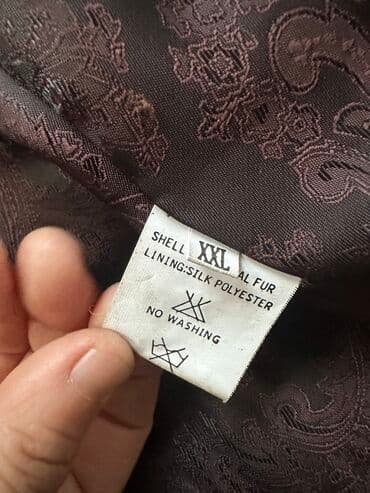 SHELL XXL AL FUR
LINING:SILK POLYESTER
NO WASHING